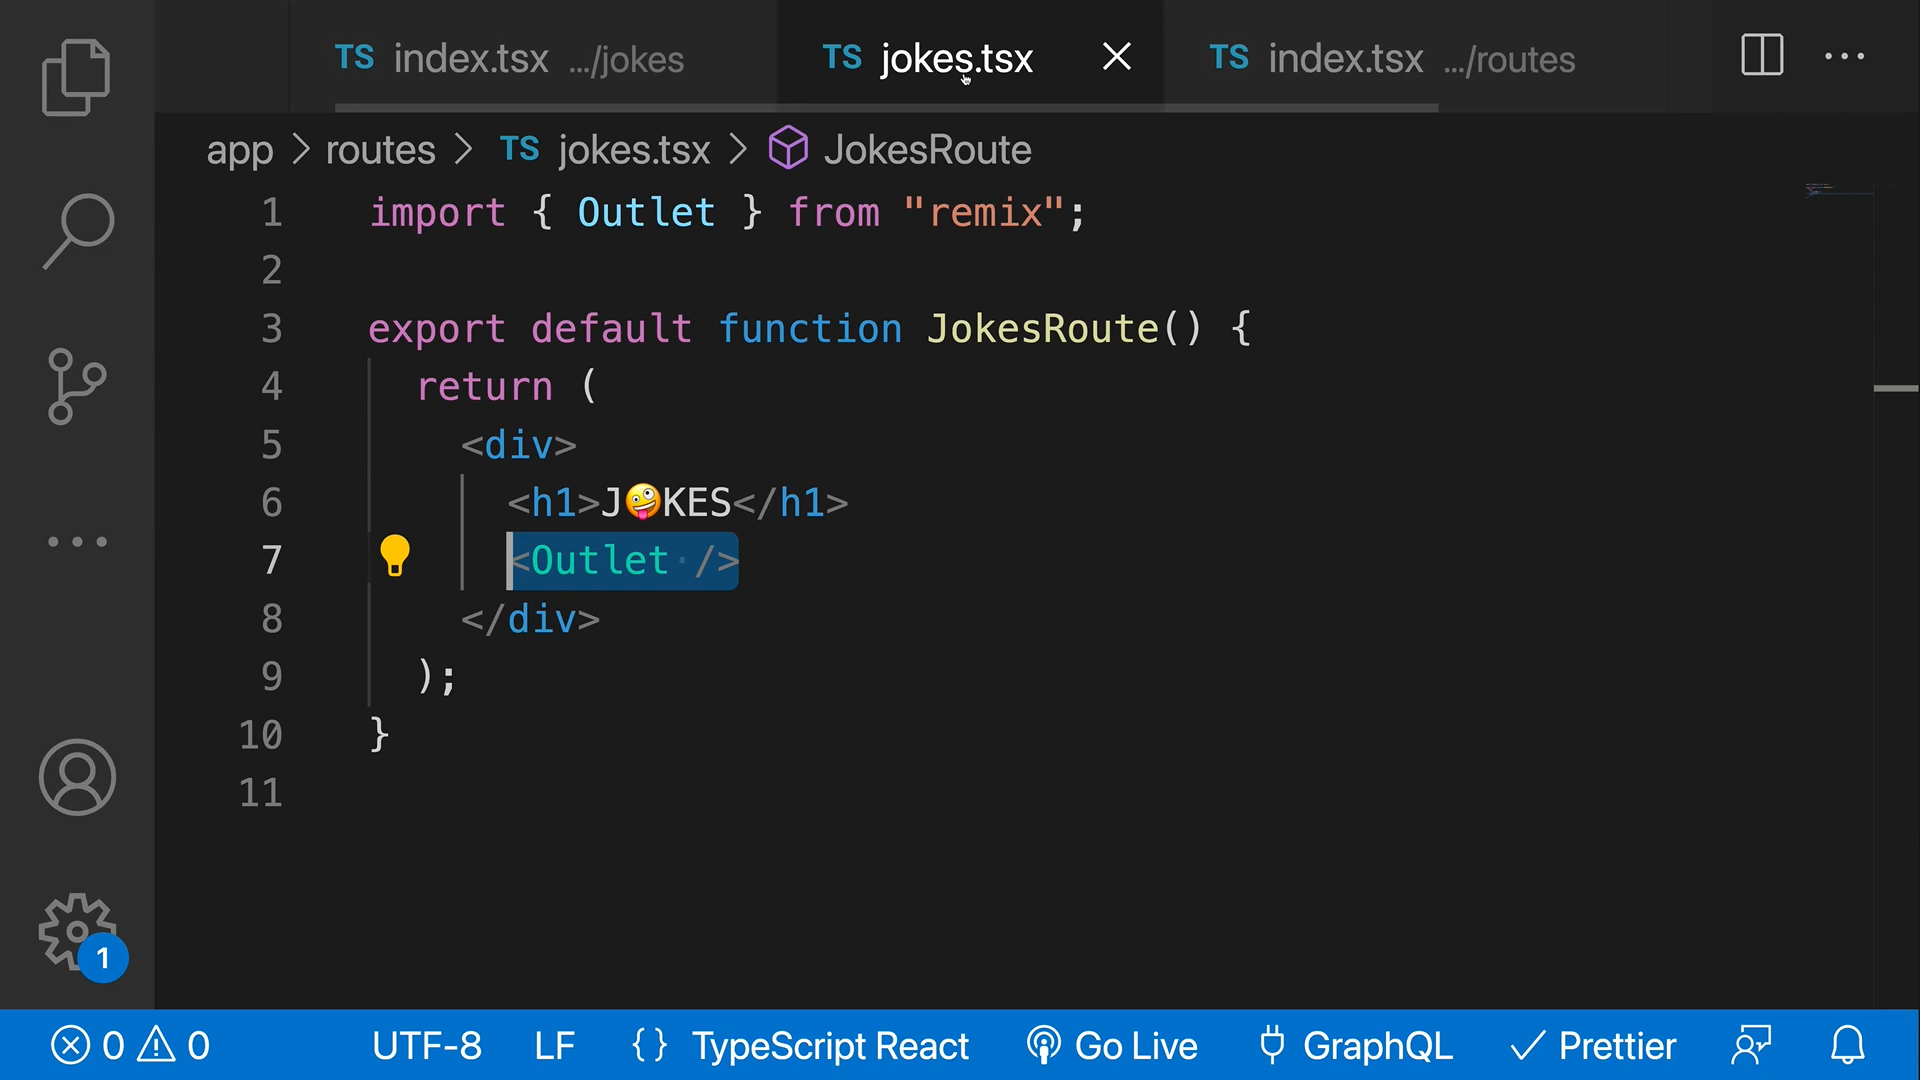 TS index.tsx .../jokes TS jokes.tsx TS index.tsx .../routes
app > routes > TS jokes.tsx > JokesRoute
1 import { Outlet } from "remix";
2
3 export default function JokesRoute() {
4 return (
5 <div>
6 <h1>J🤪KES</h1>
7 <Outlet />
8 </div>
9 );
10 }
11
1
0 0 UTF-8 LF {} TypeScript React Go Live GraphQL Prettier